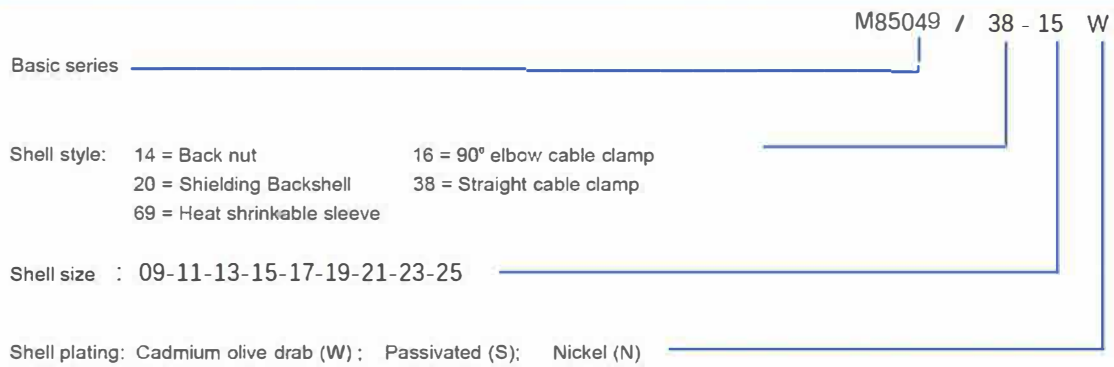 M85049 / 38 - 15 W
Basic series
Shell style: 14 = Back nut 16 = 90° elbow cable clamp
20 = Shielding Backshell 38 = Straight cable clamp
69 = Heat shrinkable sleeve
Shell size : 09-11-13-15-17-19-21-23-25
Shell plating: Cadmium olive drab (W) ; Passivated (S); Nickel (N)